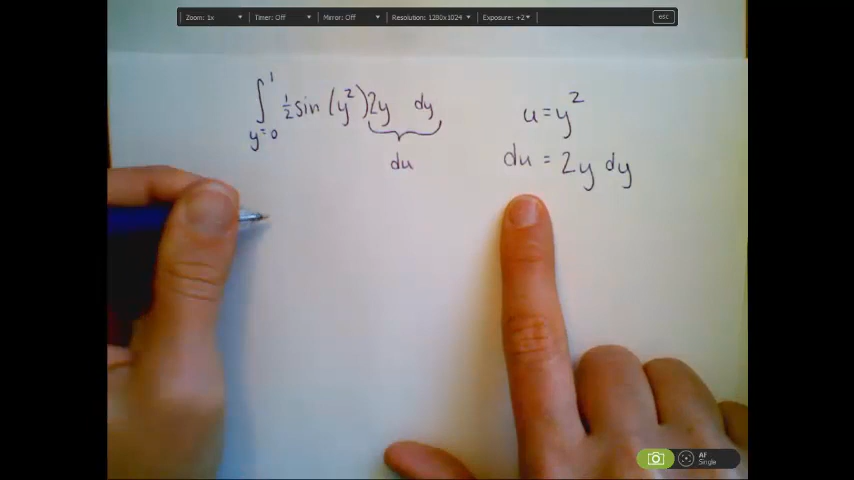 Zoom: 1x Timer: Off Mirror: Off Resolution: 1280x1024 Exposure: +2 esc
∫_{y=0}^{1} ½ sin (y²) 2y dy
du
u = y²
du = 2y dy
AF
Single